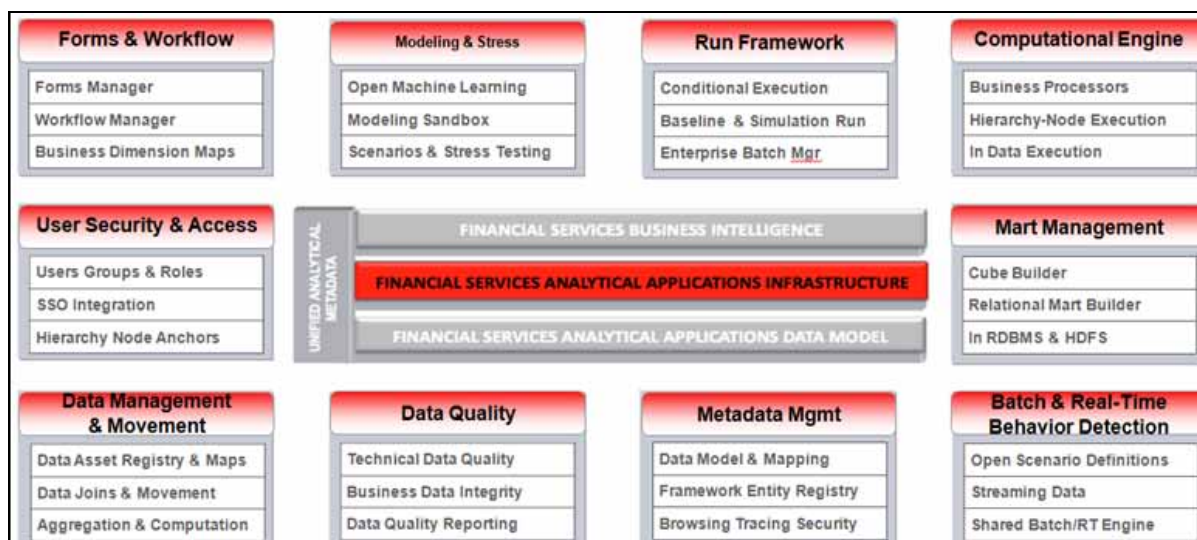 Forms & Workflow
Forms Manager
Workflow Manager
Business Dimension Maps
Modeling & Stress
Open Machine Learning
Modeling Sandbox
Scenarios & Stress Testing
Run Framework
Conditional Execution
Baseline & Simulation Run
Enterprise Batch Mgr
Computational Engine
Business Processors
Hierarchy-Node Execution
In Data Execution
User Security & Access
Users Groups & Roles
SSO Integration
Hierarchy Node Anchors
UNIFIED ANALYTICAL
METADATA
FINANCIAL SERVICES BUSINESS INTELLIGENCE
FINANCIAL SERVICES ANALYTICAL APPLICATIONS INFRASTRUCTURE
FINANCIAL SERVICES ANALYTICAL APPLICATIONS DATA MODEL
Mart Management
Cube Builder
Relational Mart Builder
In RDBMS & HDFS
Data Management
& Movement
Data Asset Registry & Maps
Data Joins & Movement
Aggregation & Computation
Data Quality
Technical Data Quality
Business Data Integrity
Data Quality Reporting
Metadata Mgmt
Data Model & Mapping
Framework Entity Registry
Browsing Tracing Security
Batch & Real-Time
Behavior Detection
Open Scenario Definitions
Streaming Data
Shared Batch/RT Engine